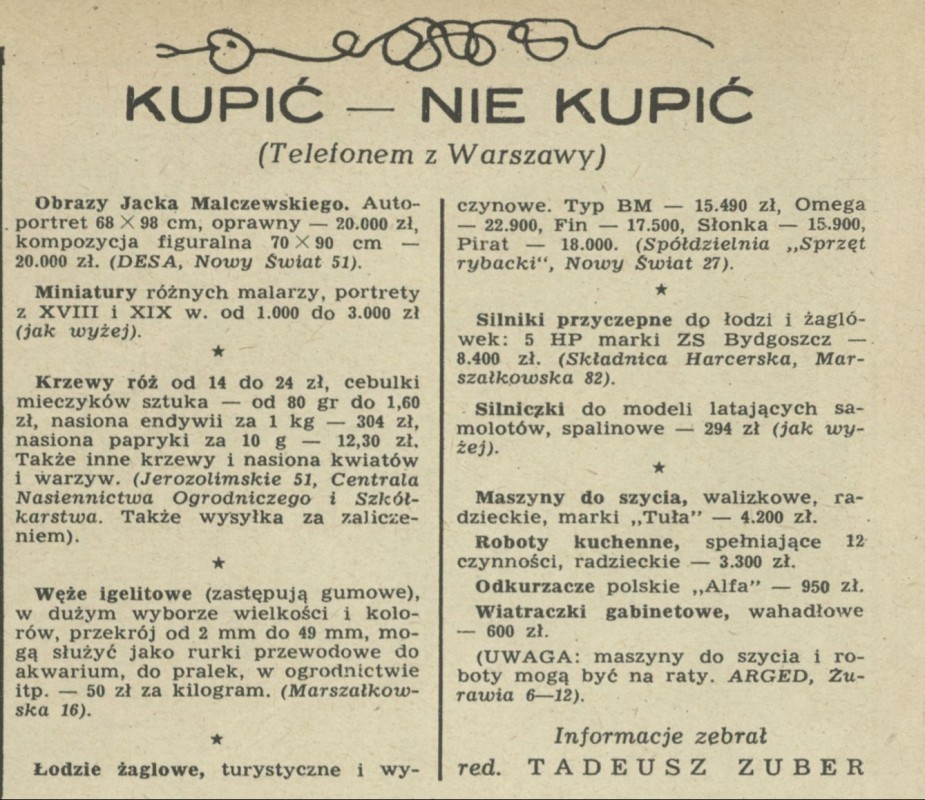 KUPIĆ — NIE KUPIĆ
(Telefonem z Warszawy)
Obrazy Jacka Malczewskiego. Auto-
portret 68 × 98 cm, oprawny — 20.000 zł,
kompozycja figuralna 70 × 90 cm —
20.000 zł. (DESA, Nowy Świat 51).
Miniatury różnych malarzy, portrety
z XVIII i XIX w. od 1.000 do 3.000 zł
(jak wyżej).
★
Krzewy róż od 14 do 24 zł, cebulki
mieczyków sztuka — od 80 gr do 1,60
zł, nasiona endywii za 1 kg — 304 zł,
nasiona papryki za 10 g — 12,30 zł.
Także inne krzewy i nasiona kwiatów
i warzyw. (Jerozolimskie 51, Centrala
Nasiennictwa Ogrodniczego i Szkół-
karstwa. Także wysyłka za zalicze-
niem).
★
Węże igelitowe (zastępują gumowe),
w dużym wyborze wielkości i kolo-
rów, przekrój od 2 mm do 49 mm, mo-
gą służyć jako rurki przewodowe do
akwarium, do pralek, w ogrodnictwie
itp. — 50 zł za kilogram. (Marszałkow-
ska 16).
★
Łodzie żaglowe, turystyczne i wy-
czynowe. Typ BM — 15.490 zł, Omega
— 22.900, Fin — 17.500, Słonka — 15.900,
Pirat — 18.000. (Spółdzielnia „Sprzęt
rybacki“, Nowy Świat 27).
★
Silniki przyczepne do łodzi i żagló-
wek: 5 HP marki ZS Bydgoszcz —
8.400 zł. (Składnica Harcerska, Mar-
szałkowska 82).
Silniczki do modeli latających sa-
molotów, spalinowe — 294 zł (jak wy-
żej).
★
Maszyny do szycia, walizkowe, ra-
dzieckie, marki „Tuła” — 4.200 zł.
Roboty kuchenne, spełniające 12
czynności, radzieckie — 3.300 zł.
Odkurzacze polskie „Alfa” — 950 zł.
Wiatraczki gabinetowe, wahadłowe
— 600 zł.
(UWAGA: maszyny do szycia i ro-
boty mogą być na raty. ARGED, Żu-
rawia 6—12).
Informacje zebrał
red. TADEUSZ ZUBER